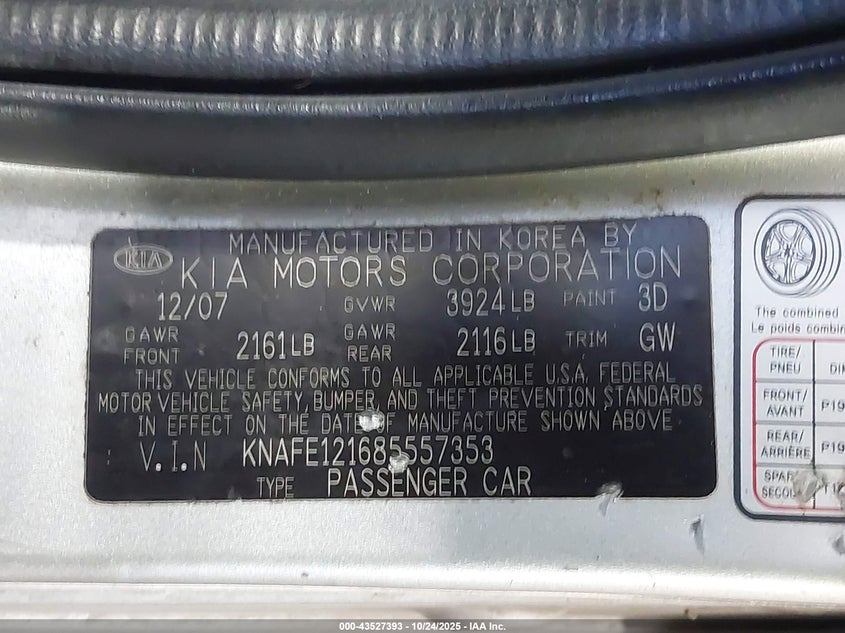 MANUFACTURED IN KOREA BY
KIA KIA MOTORS CORPORATION
12/07 GVWR 3924LB PAINT 3D
GAWR FRONT 2161LB GAWR REAR 2116LB TRIM GW
THIS VEHICLE CONFORMS TO ALL APPLICABLE U.S.A. FEDERAL
MOTOR VEHICLE SAFETY, BUMPER, AND THEFT PREVENTION STANDARDS
IN EFFECT ON THE DATE OF MANUFACTURE SHOWN ABOVE
: V.I.N KNAFE121685557353
TYPE PASSENGER CAR
The combined
Le poids combin
TIRE/
PNEU
DIM
FRONT/
AVANT
P19
REAR/
ARRIÈRE
P19
000-43527393 - 10/24/2025 - IAA Inc.